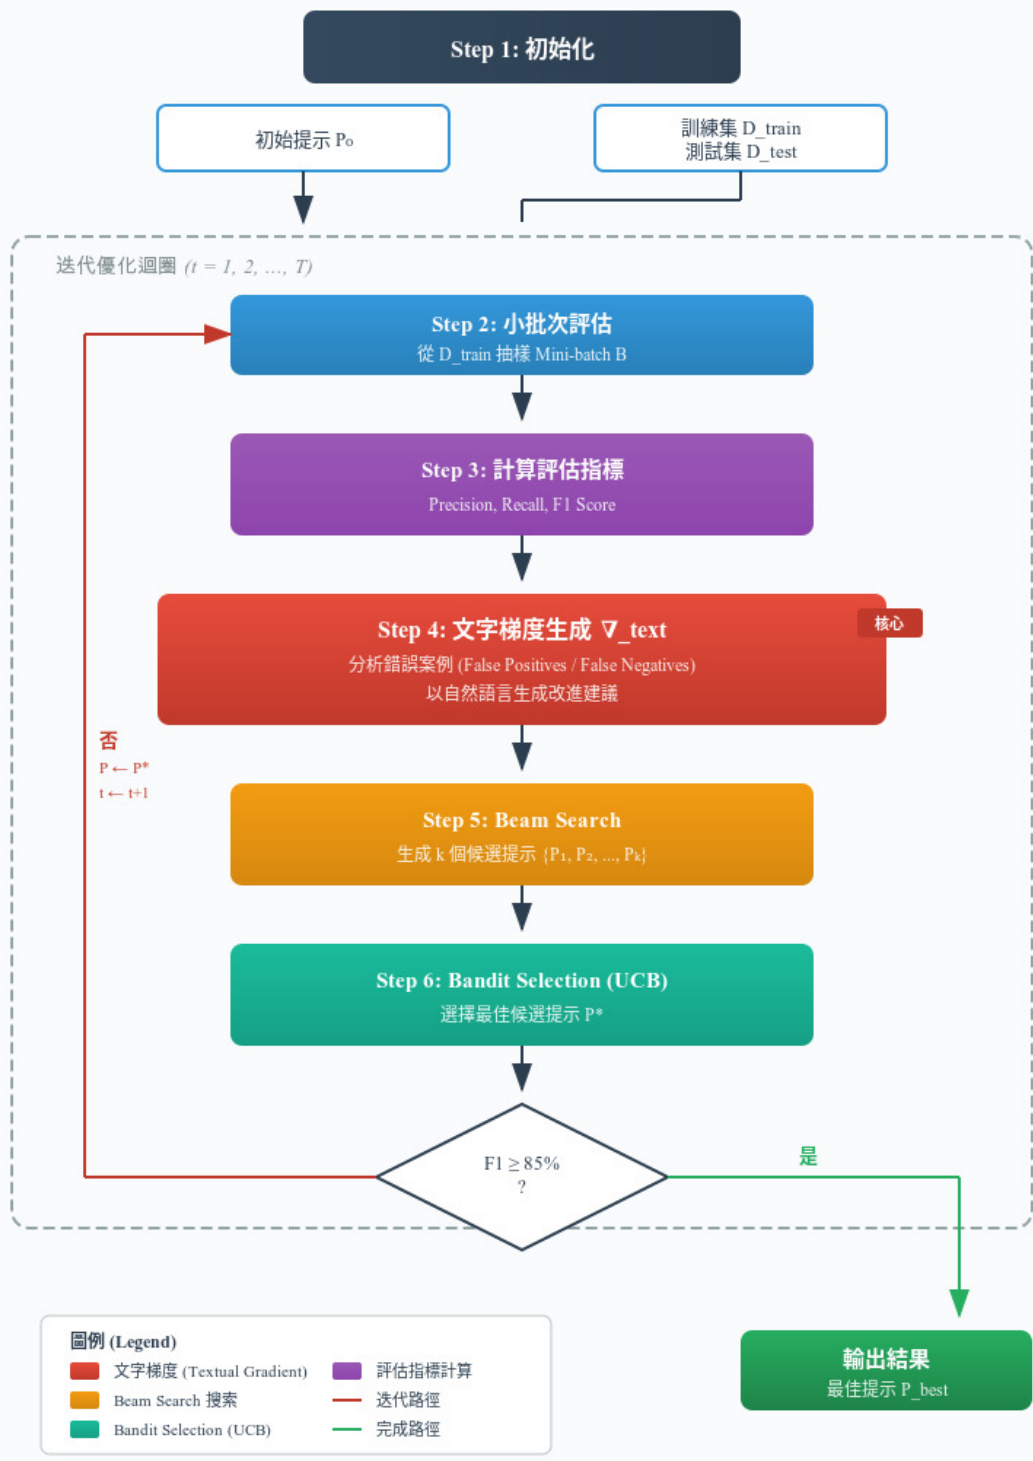 Step 1: 初始化
初始提示 P₀
訓練集 D_train
測試集 D_test
迭代優化迴圈 (t = 1, 2, ..., T)
Step 2: 小批次評估
從 D_train 抽樣 Mini-batch B
Step 3: 計算評估指標
Precision, Recall, F1 Score
Step 4: 文字梯度生成 ∇_text
核心
分析錯誤案例 (False Positives / False Negatives)
以自然語言生成改進建議
否
P ← P*
t ← t+1
Step 5: Beam Search
生成 k 個候選提示 {P₁, P₂, ..., Pₖ}
Step 6: Bandit Selection (UCB)
選擇最佳候選提示 P*
F1 ≥ 85%
?
是
輸出結果
最佳提示 P_best
圖例 (Legend)
文字梯度 (Textual Gradient)
評估指標計算
Beam Search 搜索
迭代路徑
Bandit Selection (UCB)
完成路徑